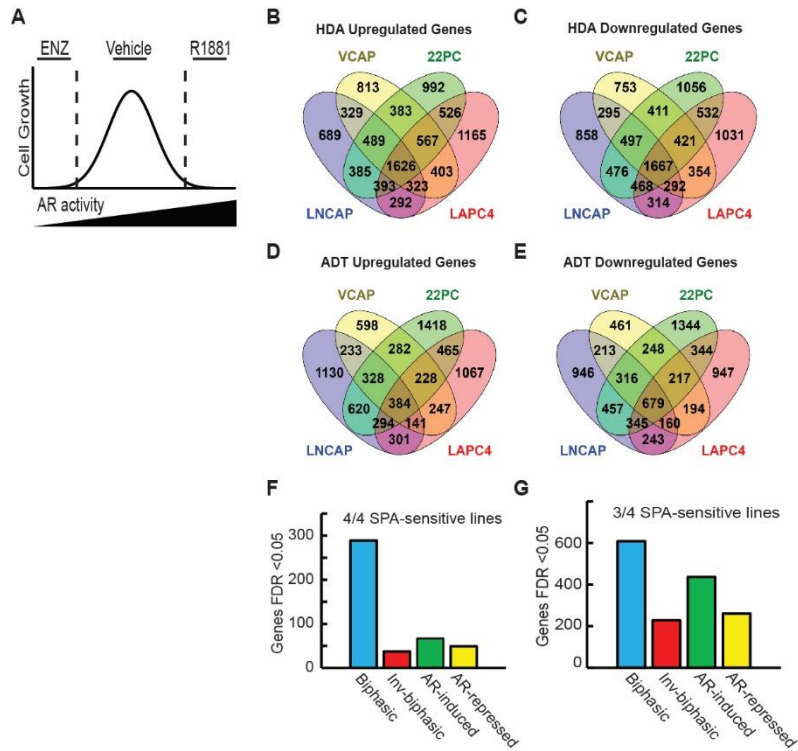 A
ENZ Vehicle R1881
Cell Growth
AR activity
B
HDA Upregulated Genes
VCAP 22PC
813 992
329 383 526
689 489 567 1165
1626
385 403
393 323
292
LNCAP LAPC4
C
HDA Downregulated Genes
VCAP 22PC
753 1056
295 411 532
858 497 421 1031
1667
476 354
468 292
314
LNCAP LAPC4
D
ADT Upregulated Genes
VCAP 22PC
598 1418
233 282 465
1130 328 228 1067
384
620 247
294 141
301
LNCAP LAPC4
E
ADT Downregulated Genes
VCAP 22PC
461 1344
213 248 344
946 316 217 947
679
457 194
345 160
243
LNCAP LAPC4
F
4/4 SPA-sensitive lines
Genes FDR <0.05
300
100
0
Biphasic
Inv-biphasic
AR-induced
AR-repressed
G
3/4 SPA-sensitive lines
Genes FDR <0.05
600
400
200
0
Biphasic
Inv-biphasic
AR-induced
AR-repressed